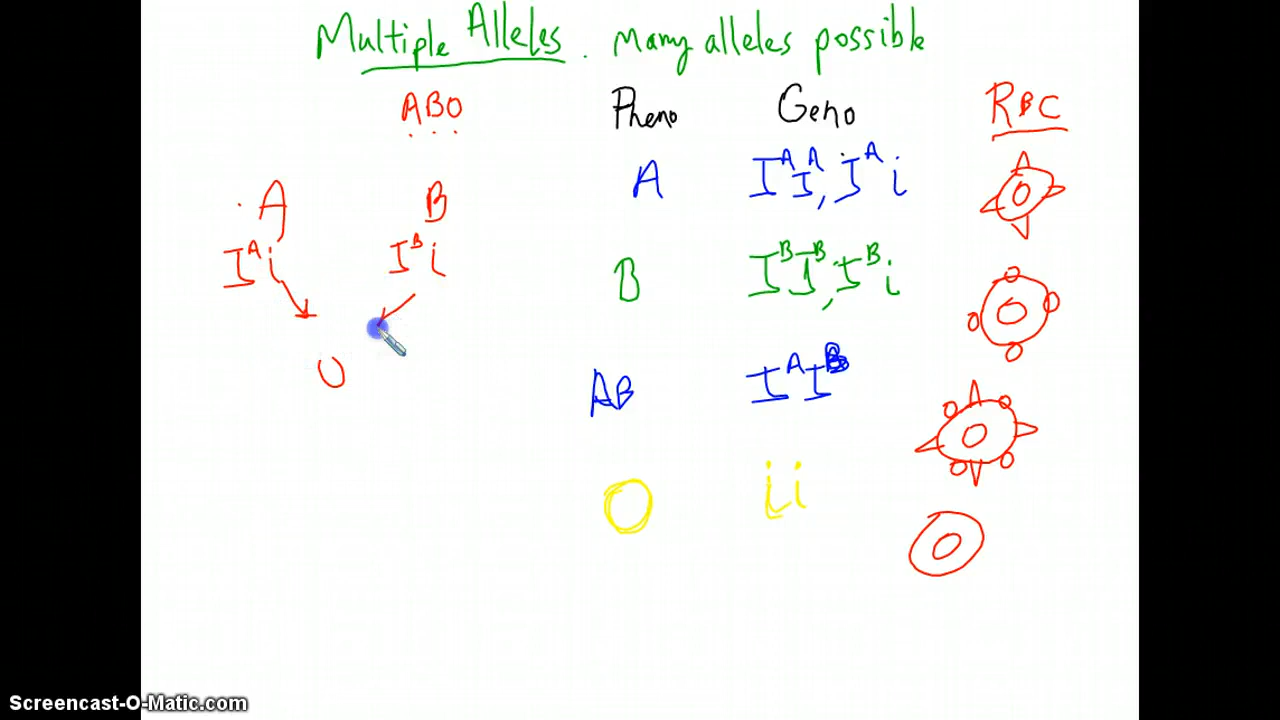 Multiple Alleles . Many alleles possible
ABO Pheno Geno RBC
A I^A I^A, I^A i
A B
I^A i I^B i
B I^B I^B, I^B i
O
AB I^A I^B
O ii
Screencast-O-Matic.com